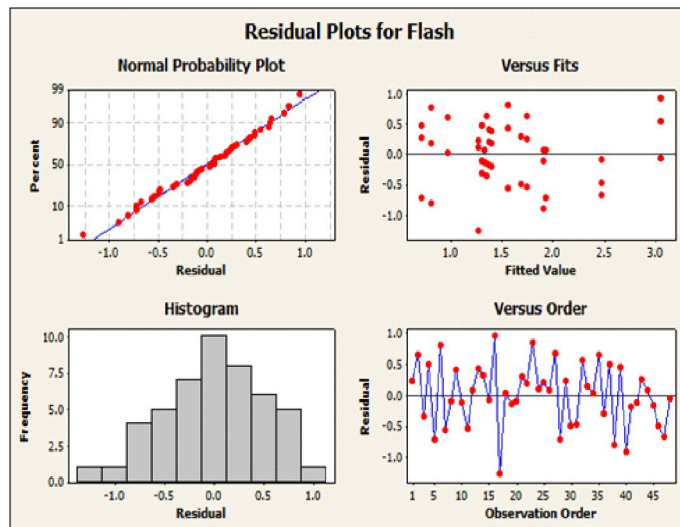 Residual Plots for Flash
Normal Probability Plot
99
90
50
10
1
Percent
-1.0 -0.5 0.0 0.5 1.0
Residual
Versus Fits
1.0
0.5
0.0
-0.5
-1.0
Residual
1.0 1.5 2.0 2.5 3.0
Fitted Value
Histogram
10.0
7.5
5.0
2.5
0.0
Frequency
-1.0 -0.5 0.0 0.5 1.0
Residual
Versus Order
1.0
0.5
0.0
-0.5
-1.0
Residual
1 5 10 15 20 25 30 35 40 45
Observation Order